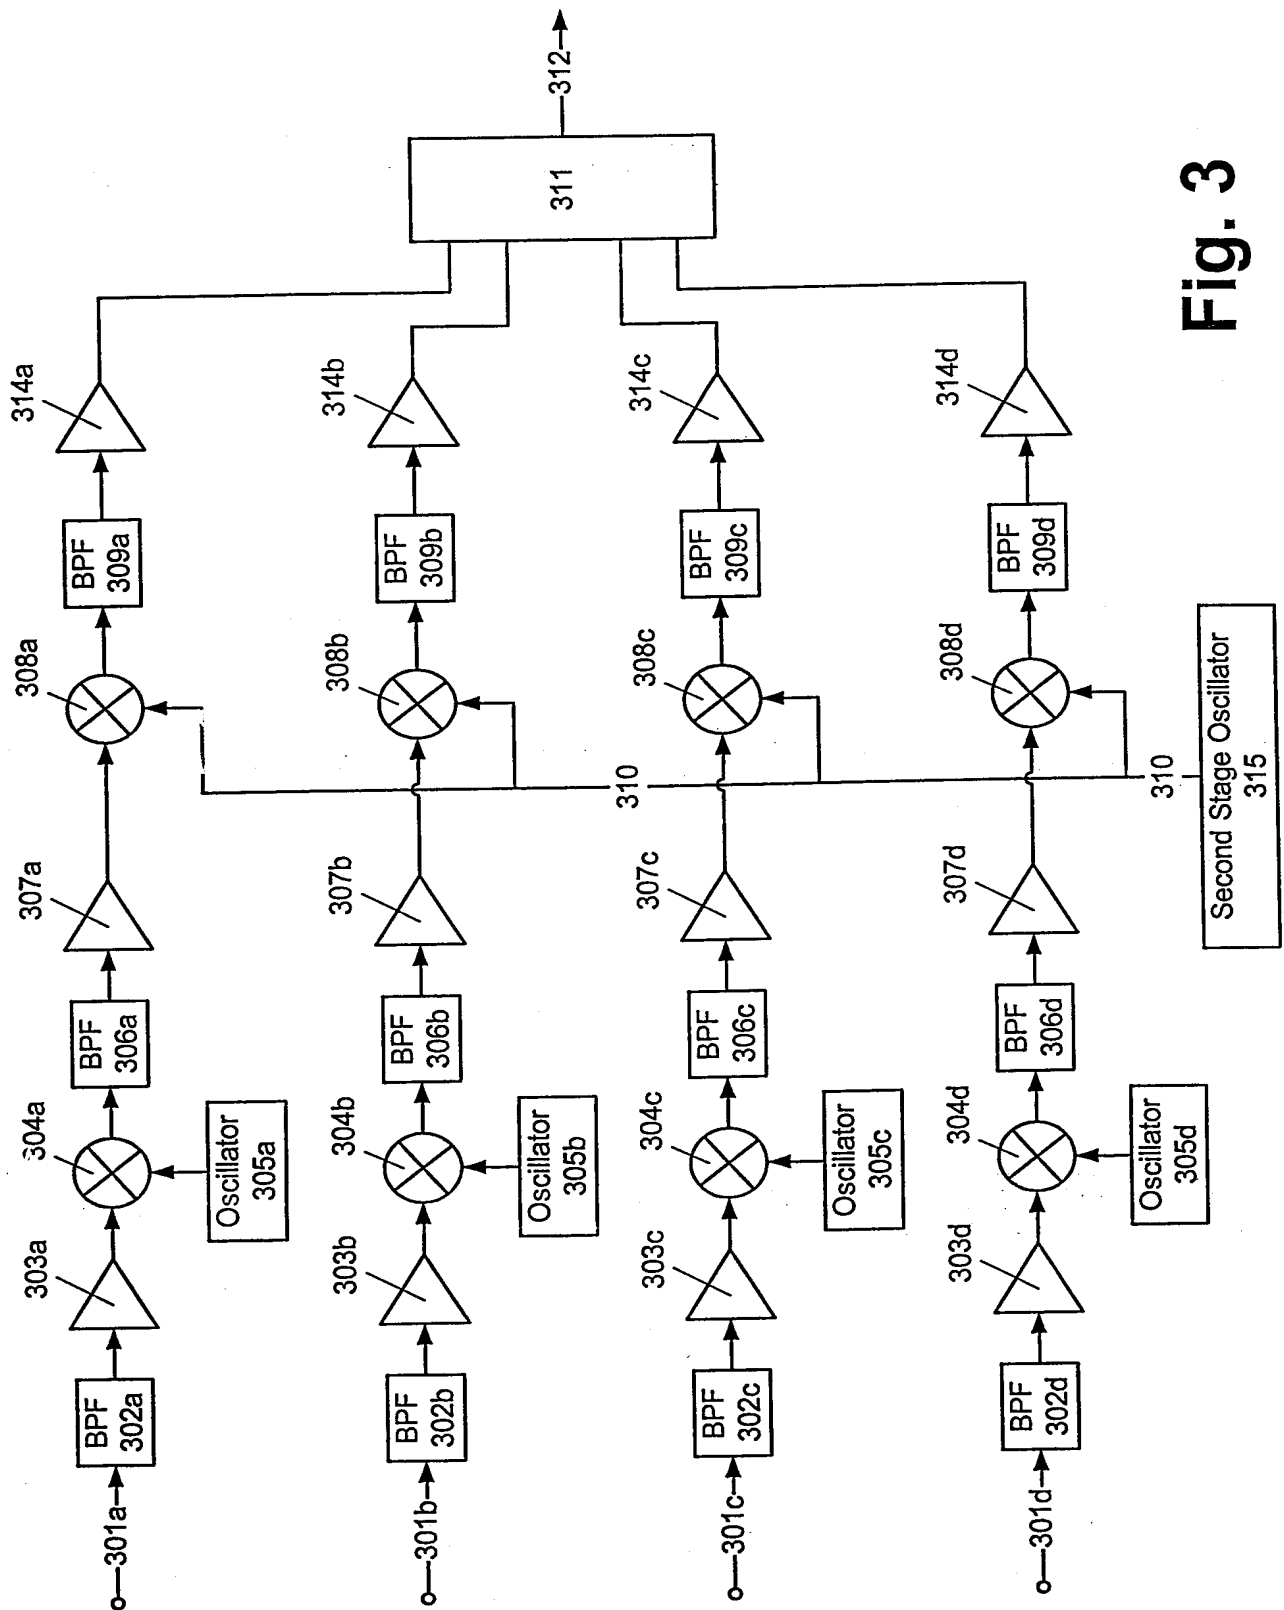 301a
BPF
302a
303a
304a
Oscillator
305a
BPF
306a
307a
308a
BPF
309a
314a
301b
BPF
302b
303b
304b
Oscillator
305b
BPF
306b
307b
308b
BPF
309b
314b
310
311
312
301c
BPF
302c
303c
304c
Oscillator
305c
BPF
306c
307c
308c
BPF
309c
314c
301d
BPF
302d
303d
304d
Oscillator
305d
BPF
306d
307d
308d
BPF
309d
314d
310
Second Stage Oscillator
315
Fig. 3